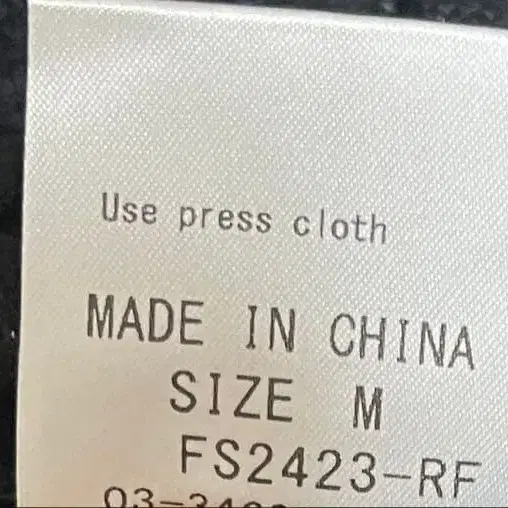 Use press cloth
MADE IN CHINA
SIZE M
FS2423-RF